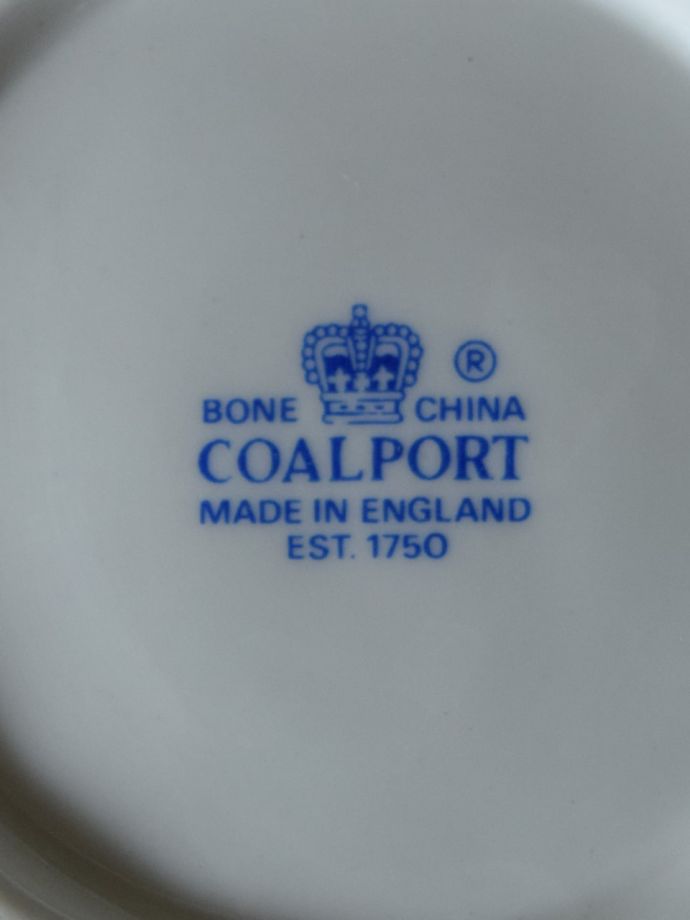 ®
BONE CHINA
COALPORT
MADE IN ENGLAND
EST. 1750